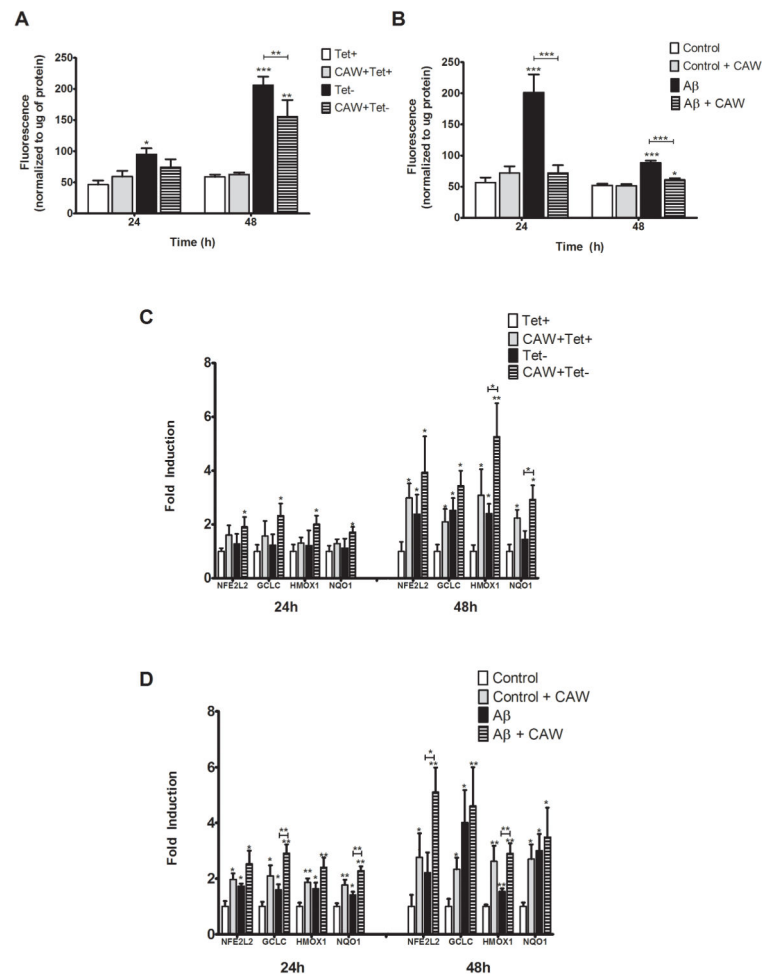 A
Fluorescence
(normalized to ug of protein)
250
200
150
100
50
0
*
***
**
**
24
48
Time (h)
Tet+
CAW+Tet+
Tet-
CAW+Tet-
B
Fluorescence
(normalized to ug protein)
250
200
150
100
50
0
***
***
***
***
*
24
48
Time (h)
Control
Control + CAW
Aβ
Aβ + CAW
C
Fold Induction
8
6
4
2
0
Tet+
CAW+Tet+
Tet-
CAW+Tet-
* * * *
* * * * * * * * * ** * * * *
NFE2L2 GCLC HMOX1 NQO1 NFE2L2 GCLC HMOX1 NQO1
24h 48h
D
Fold Induction
8
6
4
2
0
Control
Control + CAW
Aβ
Aβ + CAW
* * * * * ** ** ** * ** ** * ** **
* * ** * * ** ** ** ** ** * * *
NFE2L2 GCLC HMOX1 NQO1 NFE2L2 GCLC HMOX1 NQO1
24h 48h